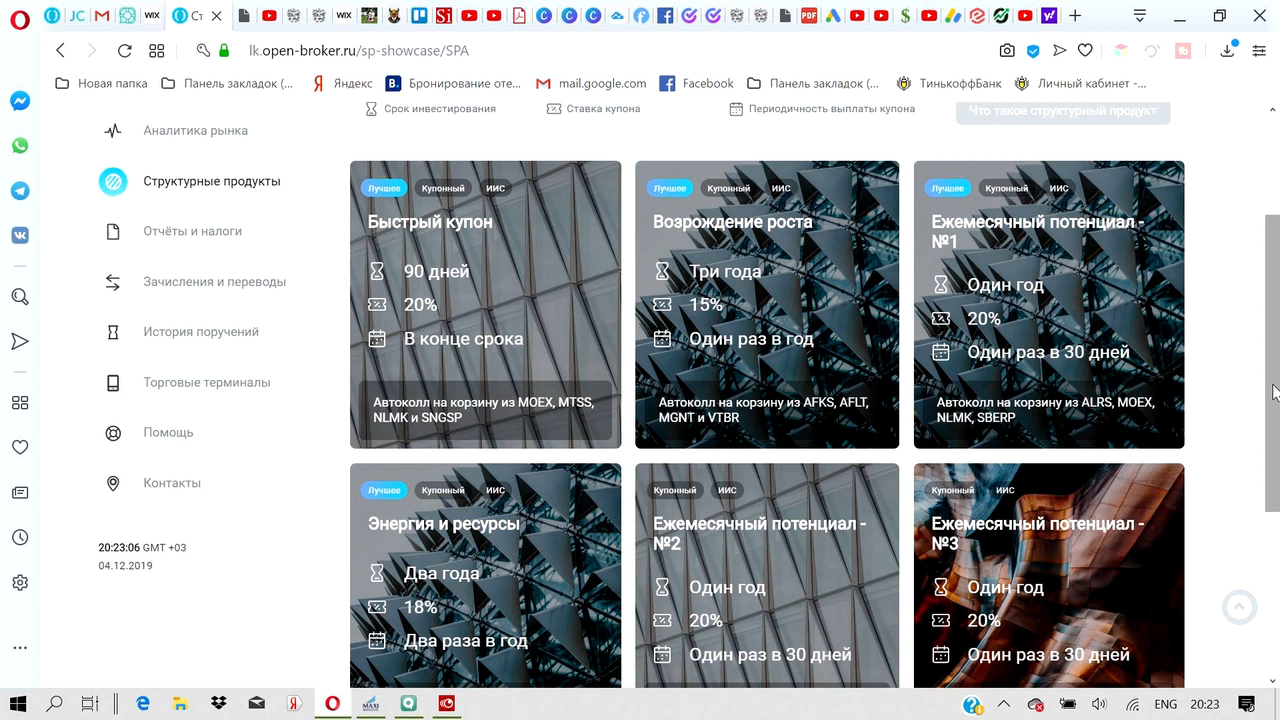 JC
WIX
Ст
WIX
Si
PDF
lk.open-broker.ru/sp-showcase/SPA
Новая папка
Панель закладок (...
Яндекс
Бронирование оте...
mail.google.com
Facebook
Панель закладок (...
ТинькоффБанк
Личный кабинет -...
Срок инвестирования
Ставка купона
Периодичность выплаты купона
Что такое структурный продукт
Аналитика рынка
Структурные продукты
Отчёты и налоги
Зачисления и переводы
История поручений
Торговые терминалы
Помощь
Контакты
20:23:06 GMT +03
04.12.2019
Лучшее Купонный ИИС
Быстрый купон
90 дней
20%
В конце срока
Автоколл на корзину из MOEX, MTSS,
NLMK и SNGSP
Лучшее Купонный ИИС
Возрождение роста
Три года
15%
Один раз в год
Автоколл на корзину из AFKS, AFLT,
MGNT и VTBR
Лучшее Купонный ИИС
Ежемесячный потенциал -
№1
Один год
20%
Один раз в 30 дней
Автоколл на корзину из ALRS, MOEX,
NLMK, SBERP
Лучшее Купонный ИИС
Энергия и ресурсы
Два года
18%
Два раза в год
Купонный ИИС
Ежемесячный потенциал -
№2
Один год
20%
Один раз в 30 дней
Купонный ИИС
Ежемесячный потенциал -
№3
Один год
20%
Один раз в 30 дней
ENG
20:23